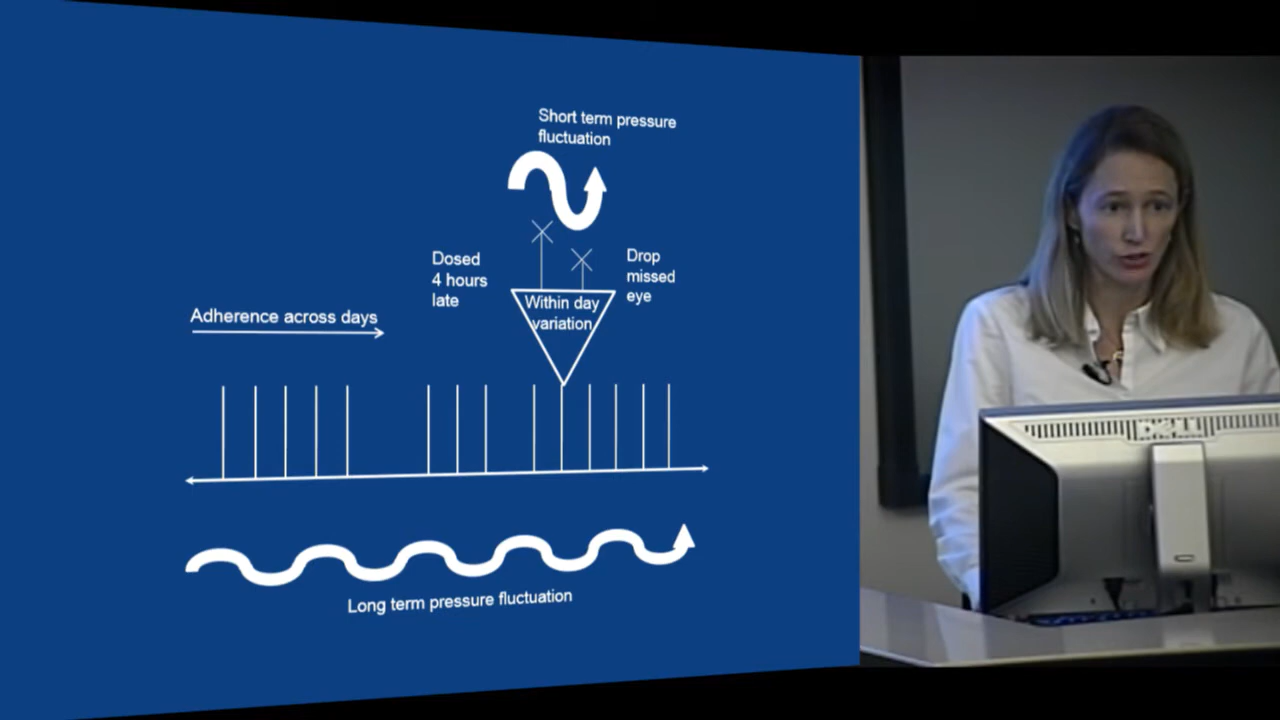 Short term pressure
fluctuation
Dosed
4 hours
late
Drop
missed
eye
Within day
variation
Adherence across days
Long term pressure fluctuation
DELL